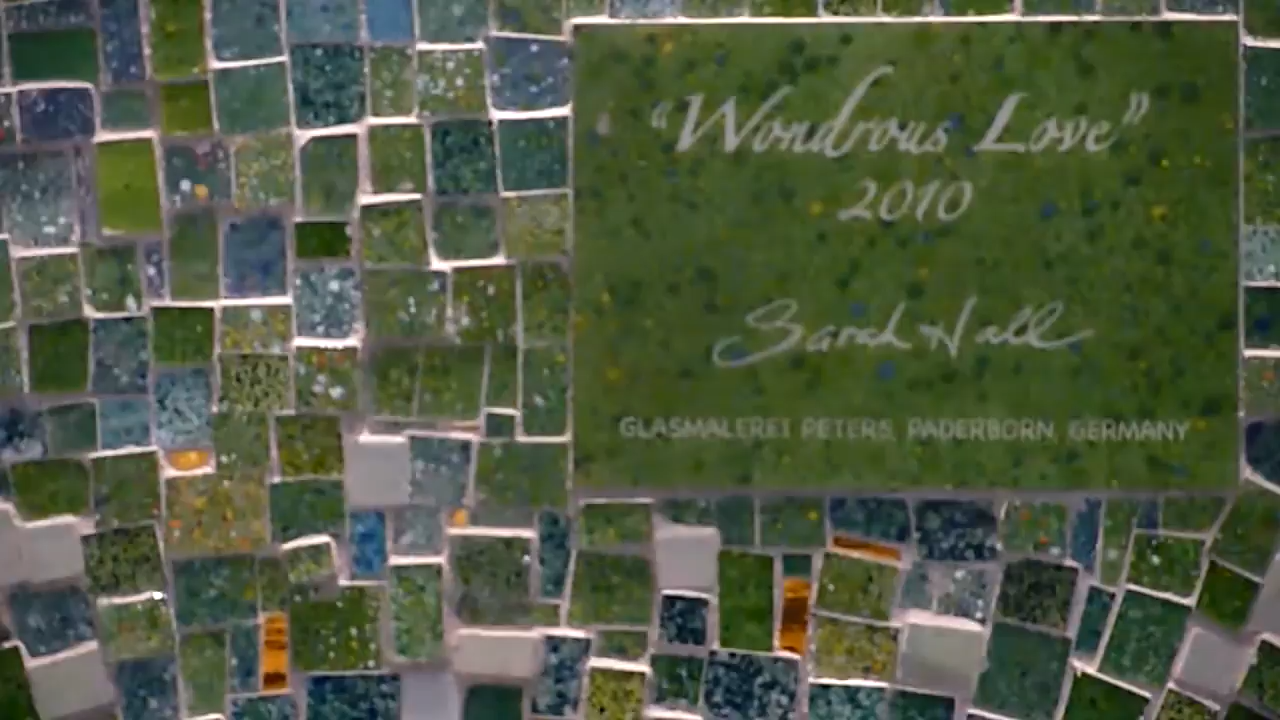 “Wondrous Love”
2010
Sarah Hall
GLASMALEREI PETERS, PADERBORN, GERMANY